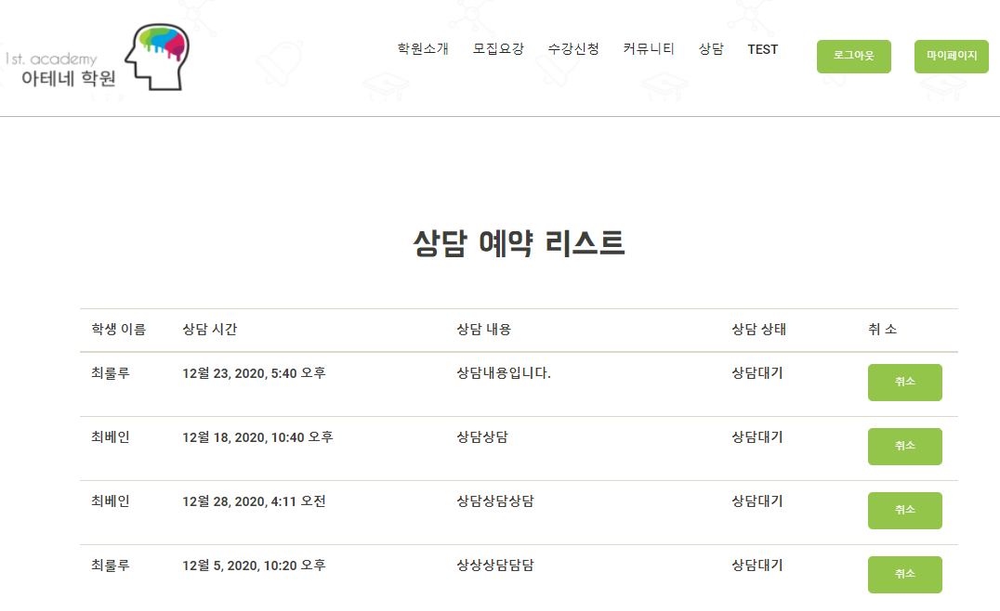 1st. academy
아테네 학원
학원소개 모집요강 수강신청 커뮤니티 상담 TEST 로그아웃 마이페이지
상담 예약 리스트
학생 이름 상담 시간 상담 내용 상담 상태 취 소
최룰루 12월 23, 2020, 5:40 오후 상담내용입니다. 상담대기 취소
최베인 12월 18, 2020, 10:40 오후 상담상담 상담대기 취소
최베인 12월 28, 2020, 4:11 오전 상담상담상담 상담대기 취소
최룰루 12월 5, 2020, 10:20 오후 상상상담담담 상담대기 취소